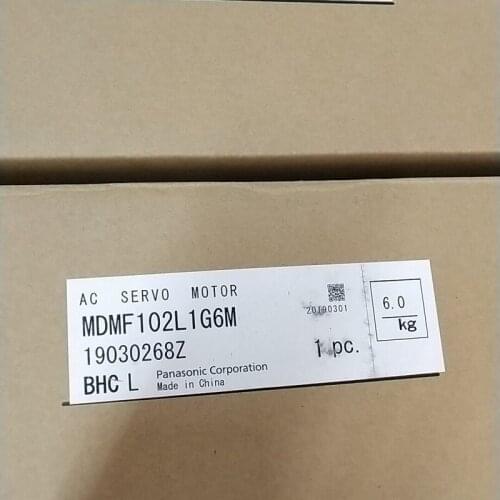 AC SERVO MOTOR
MDMF102L1G6M
19030268Z
BHC L
Panasonic Corporation
Made in China
20190301
1 pc.
6.0
kg